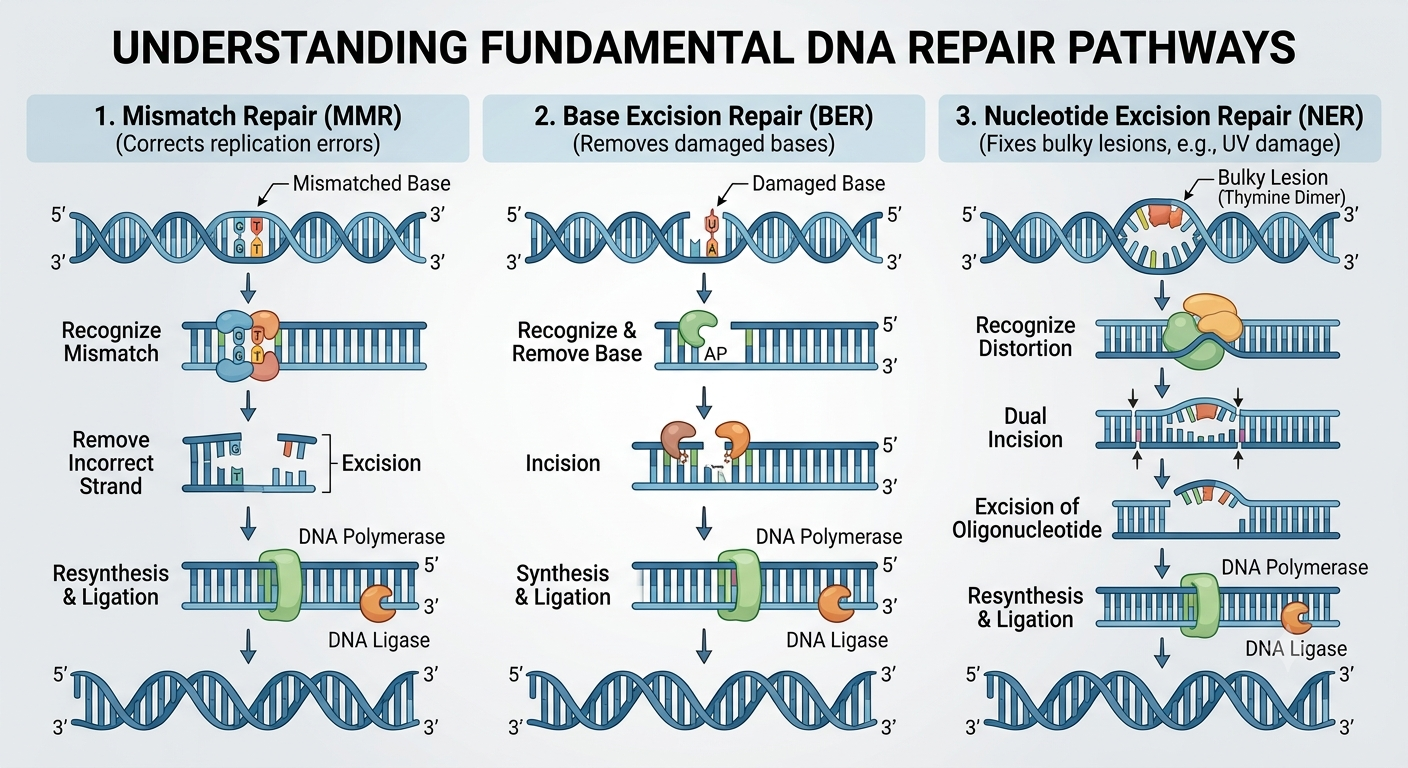 UNDERSTANDING FUNDAMENTAL DNA REPAIR PATHWAYS
1. Mismatch Repair (MMR)
(Corrects replication errors)
Mismatched Base
5′ 3′
G T
G T
3′ 3′
Recognize
Mismatch
G T
G T
Remove
Incorrect
Strand
G
T
Excision
DNA Polymerase
Resynthesis
& Ligation
5′
3′
DNA Ligase
5′ 3′
3′ 3′
2. Base Excision Repair (BER)
(Removes damaged bases)
Damaged Base
5′ 5′
U
A
3′ 3′
Recognize &
Remove Base
AP
5′
3′
Incision
5′
3′
DNA Polymerase
Synthesis
& Ligation
5′
3′
DNA Ligase
5′ 3′
3′ 3′
3. Nucleotide Excision Repair (NER)
(Fixes bulky lesions, e.g., UV damage)
Bulky Lesion
(Thymine Dimer)
5′ 3′
3′ 3′
Recognize
Distortion
Dual
Incision
Excision of
Oligonucleotide
DNA Polymerase
Resynthesis
& Ligation
DNA Ligase
5′ 3′
3′ 3′